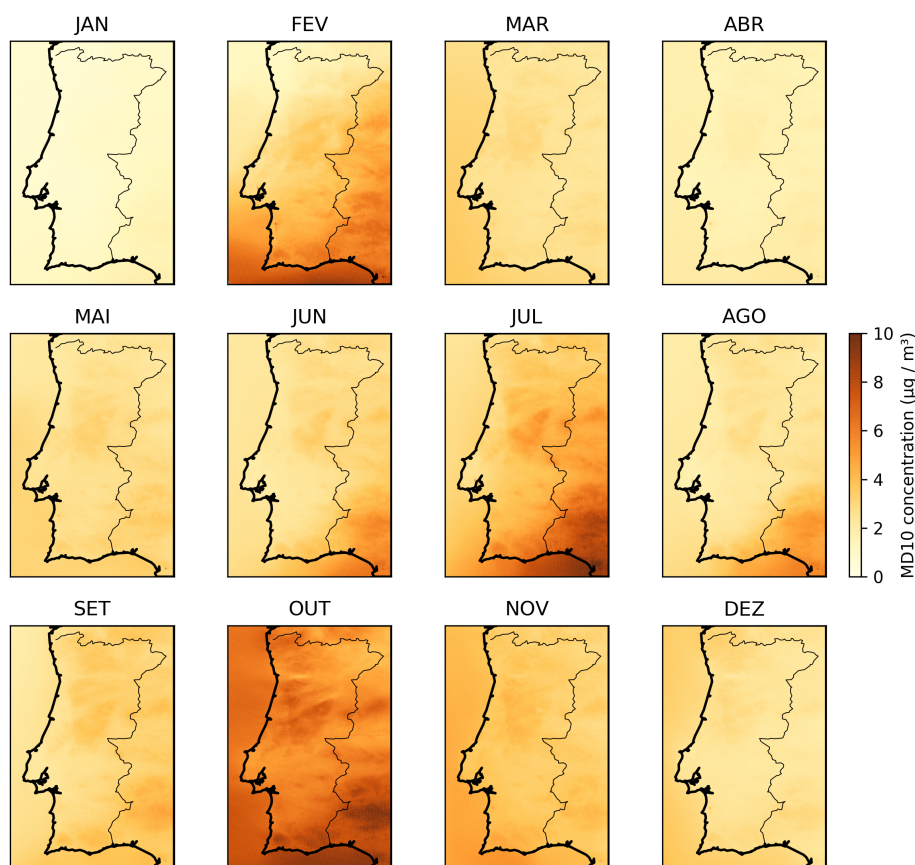 JAN
FEV
MAR
ABR
MAI
JUN
JUL
AGO
10
8
6
4
2
0
MD10 concentration (µg / m³)
SET
OUT
NOV
DEZ